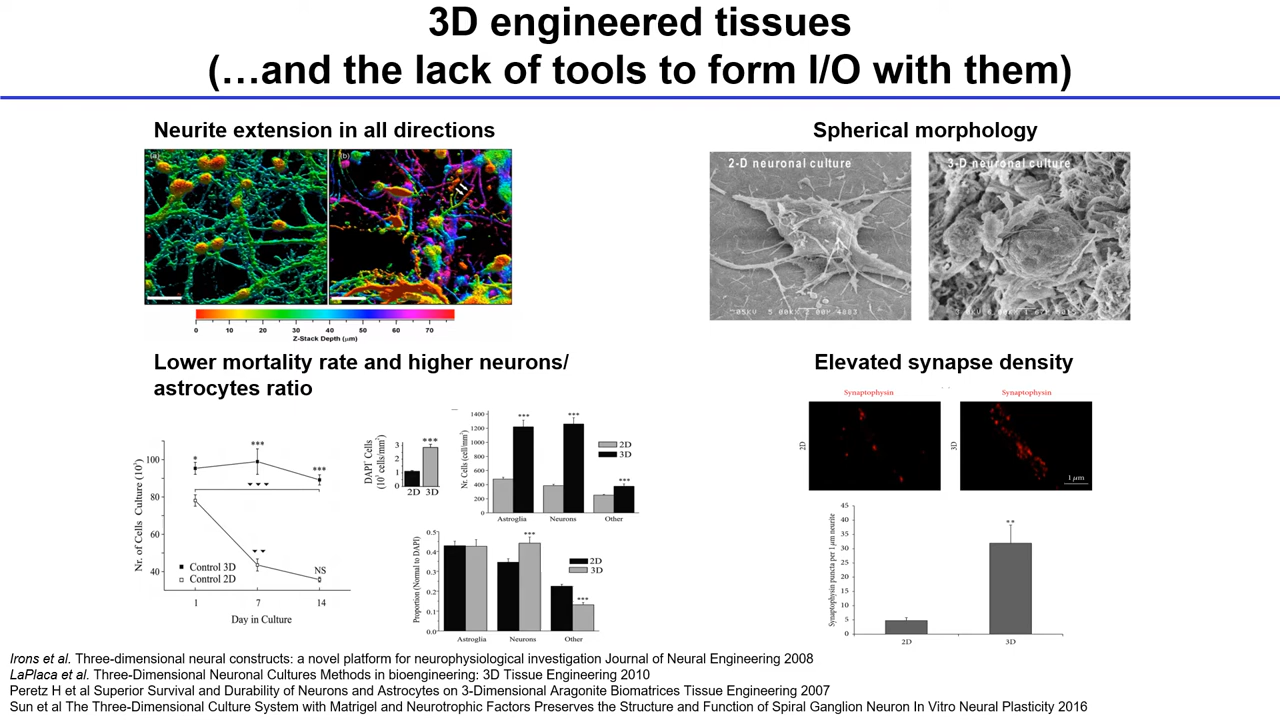 3D engineered tissues
(…and the lack of tools to form I/O with them)
Neurite extension in all directions
(a)
(b)
0 10 20 30 40 50 60 70
Z-Stack Depth (μm)
Spherical morphology
2-D neuronal culture
3-D neuronal culture
Lower mortality rate and higher neurons/
astrocytes ratio
Nr. of Cells Culture (10³)
100
80
60
40
*
***
***
NS
Control 3D
Control 2D
1 7 14
Day in Culture
DAPI⁺ Cells
(10³ cells/mm²)
3
2
1
0
***
2D 3D
Nr. Cells (cell/mm²)
1400
1200
1000
800
600
400
200
0
***
***
***
2D
3D
Astroglia Neurons Other
Proportion (Normal to DAPI)
0.5
0.4
0.3
0.2
0.1
0.0
***
***
2D
3D
Astroglia Neurons Other
Elevated synapse density
Synaptophysin
Synaptophysin
2D
3D
1 μm
Synaptophysin puncta per 1 μm neurite
45
40
35
30
25
20
15
10
5
0
**
2D 3D
Irons et al. Three-dimensional neural constructs: a novel platform for neurophysiological investigation Journal of Neural Engineering 2008
LaPlaca et al. Three-Dimensional Neuronal Cultures Methods in bioengineering: 3D Tissue Engineering 2010
Peretz H et al Superior Survival and Durability of Neurons and Astrocytes on 3-Dimensional Aragonite Biomatrices Tissue Engineering 2007
Sun et al The Three-Dimensional Culture System with Matrigel and Neurotrophic Factors Preserves the Structure and Function of Spiral Ganglion Neuron In Vitro Neural Plasticity 2016